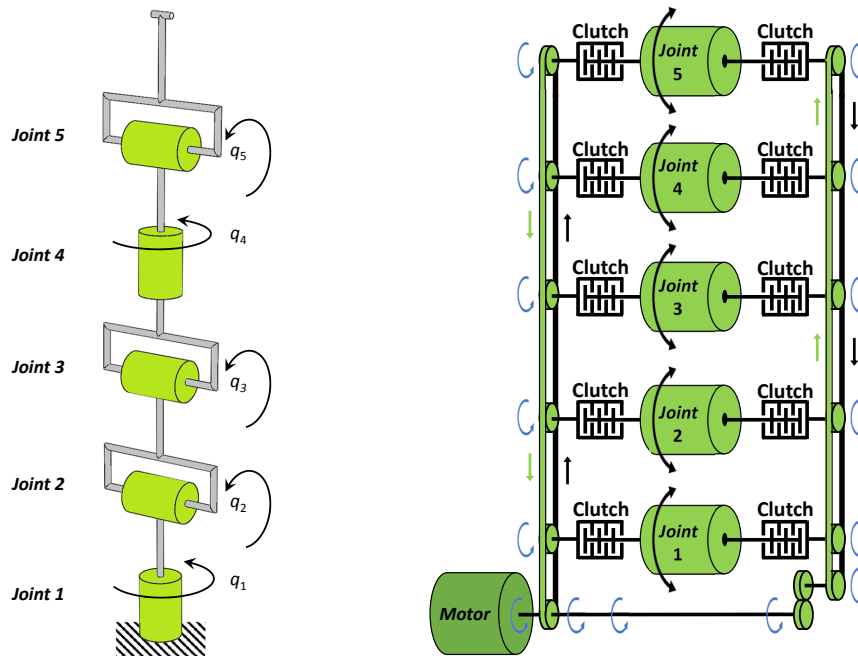 Joint 5
q5
Joint 4
q4
Joint 3
q3
Joint 2
q2
Joint 1
q1
Clutch
Joint
5
Clutch
Clutch
Joint
4
Clutch
Clutch
Joint
3
Clutch
Clutch
Joint
2
Clutch
Clutch
Joint
1
Clutch
Motor